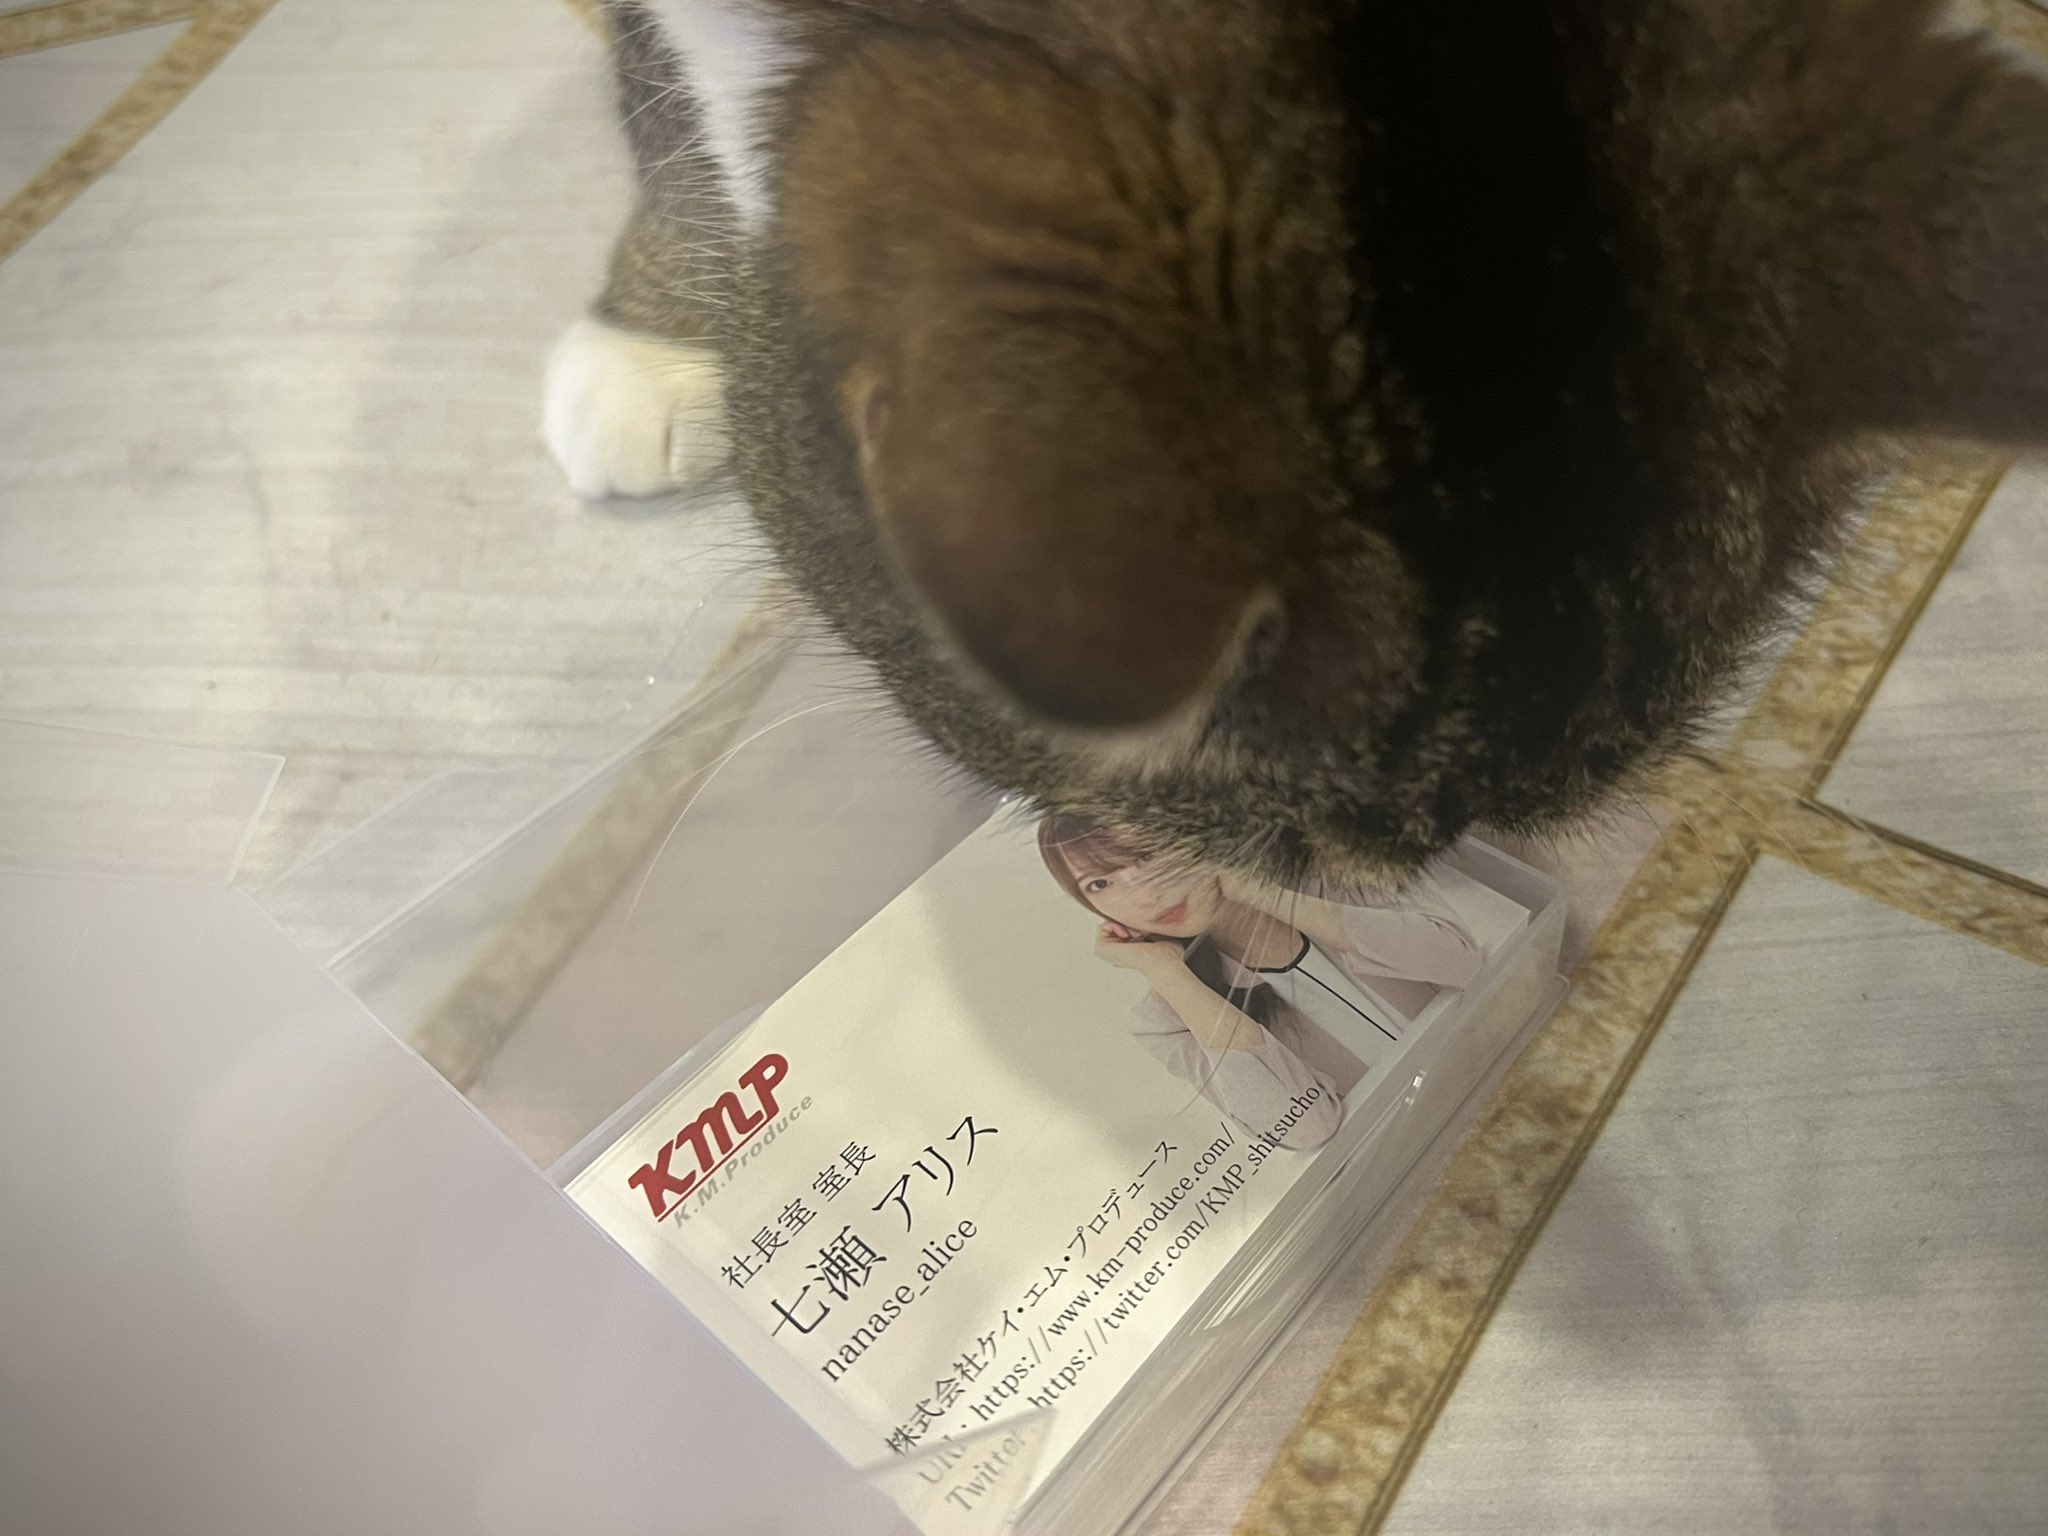 KMP
K.M.Produce
社長室 室長
七瀬 アリス
nanase_alice
株式会社ケイ・エム・プロデュース
URL: https://www.km-produce.com/
Twitter: https://twitter.com/KMP_shitsucho